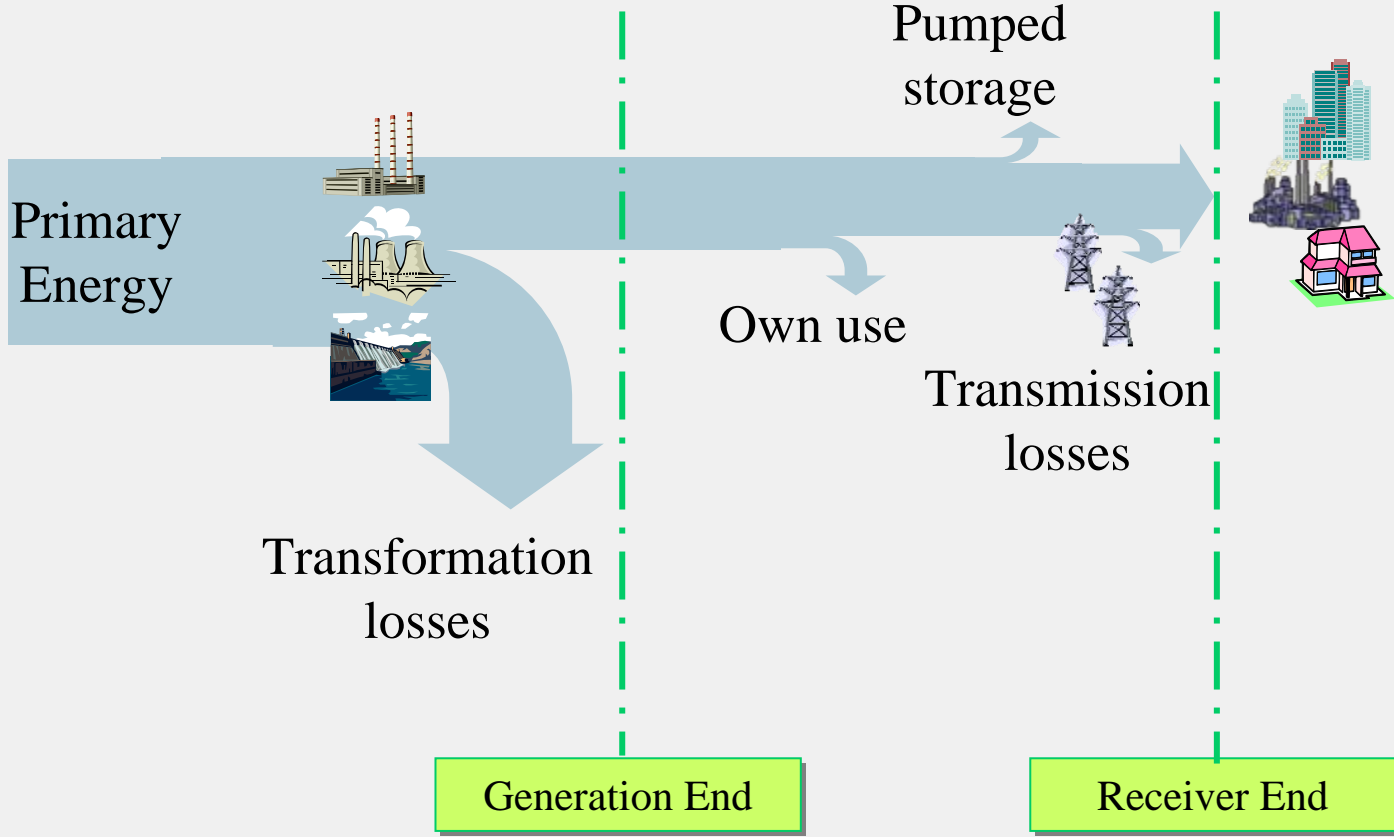 Pumped
storage
Primary
Energy
Own use
Transmission
losses
Transformation
losses
Generation End
Receiver End